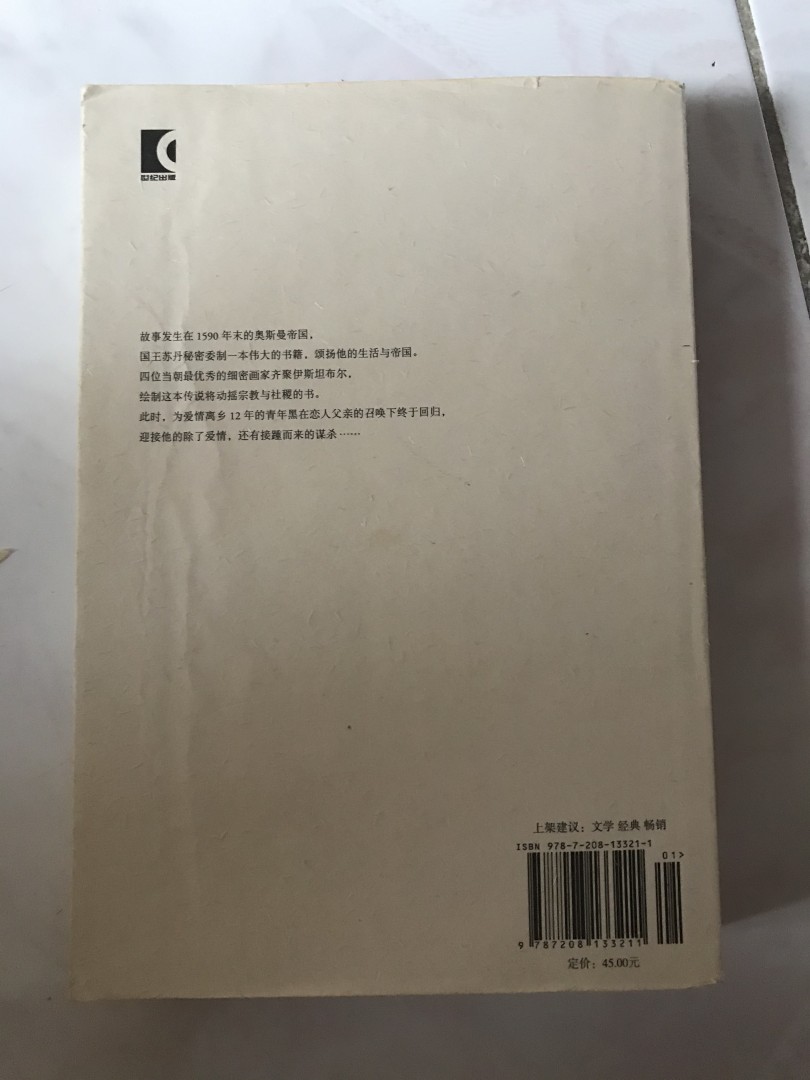 世纪出版
故事发生在 1590 年末的奥斯曼帝国，
国王苏丹秘密委制一本伟大的书籍，颂扬他的生活与帝国。
四位当朝最优秀的细密画家齐聚伊斯坦布尔，
绘制这本传说将动摇宗教与社稷的书。
此时，为爱情离乡 12 年的青年黑在恋人父亲的召唤下终于回归，
迎接他的除了爱情，还有接踵而来的谋杀……
上架建议：文学 经典 畅销
ISBN 978-7-208-13321-1
01>
9 787208 133211
定价：45.00元